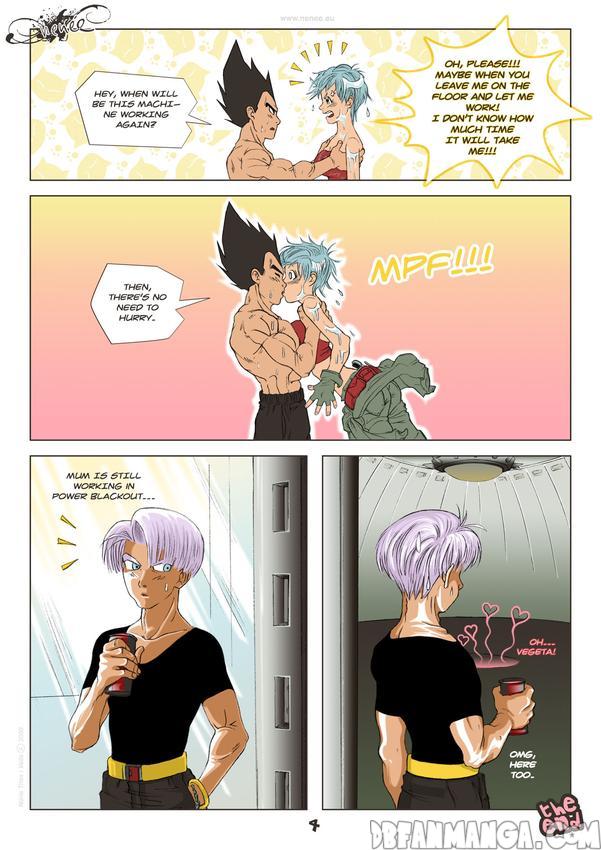 Nenee
www.nenee.eu
HEY, WHEN WILL
BE THIS MACHI-
NE WORKING
AGAIN?
OH, PLEASE!!!
MAYBE WHEN YOU
LEAVE ME ON THE
FLOOR AND LET ME
WORK!
I DON'T KNOW HOW
MUCH TIME
IT WILL TAKE
ME!!!
THEN,
THERE'S NO
NEED TO
HURRY.
MPF!!!
MUM IS STILL
WORKING IN
POWER BLACKOUT...
OH...
VEGETA!
OMG,
HERE
TOO.
the
end
4
DBFANMANGA.COM